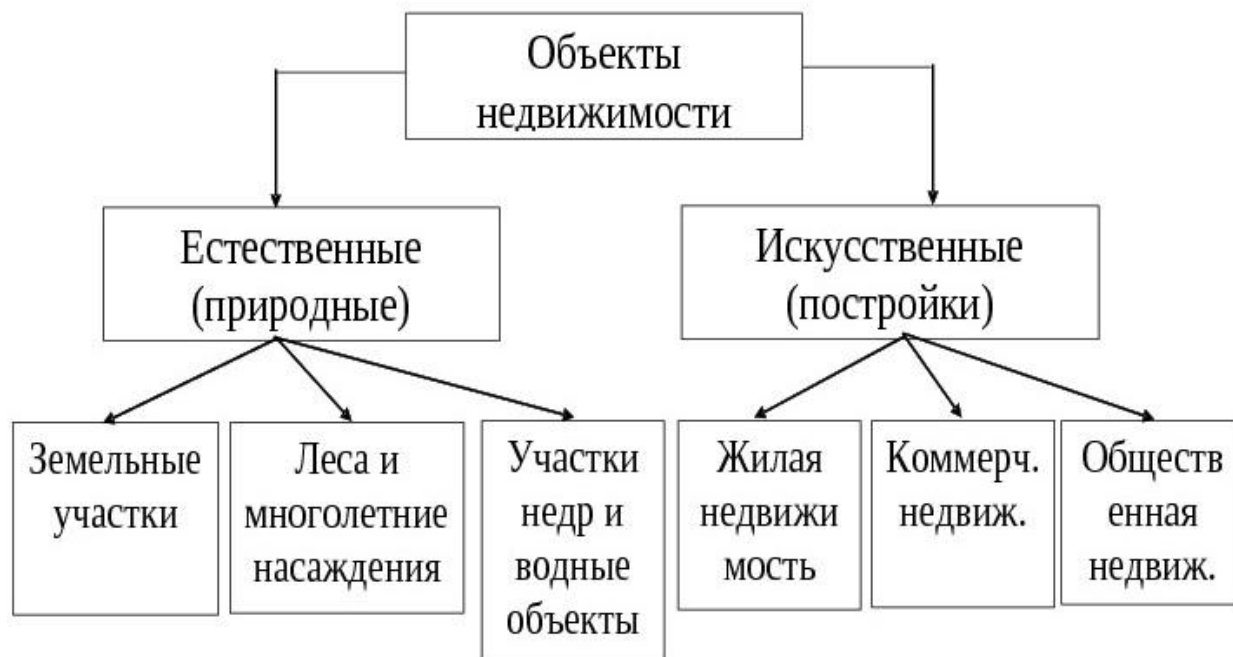 Объекты
недвижимости
Естественные
(природные)
Искусственные
(постройки)
Земельные
участки
Леса и
многолетние
насаждения
Участки
недр и
водные
объекты
Жилая
недвижи
мость
Коммерч.
недвиж.
Обществ
енная
недвиж.